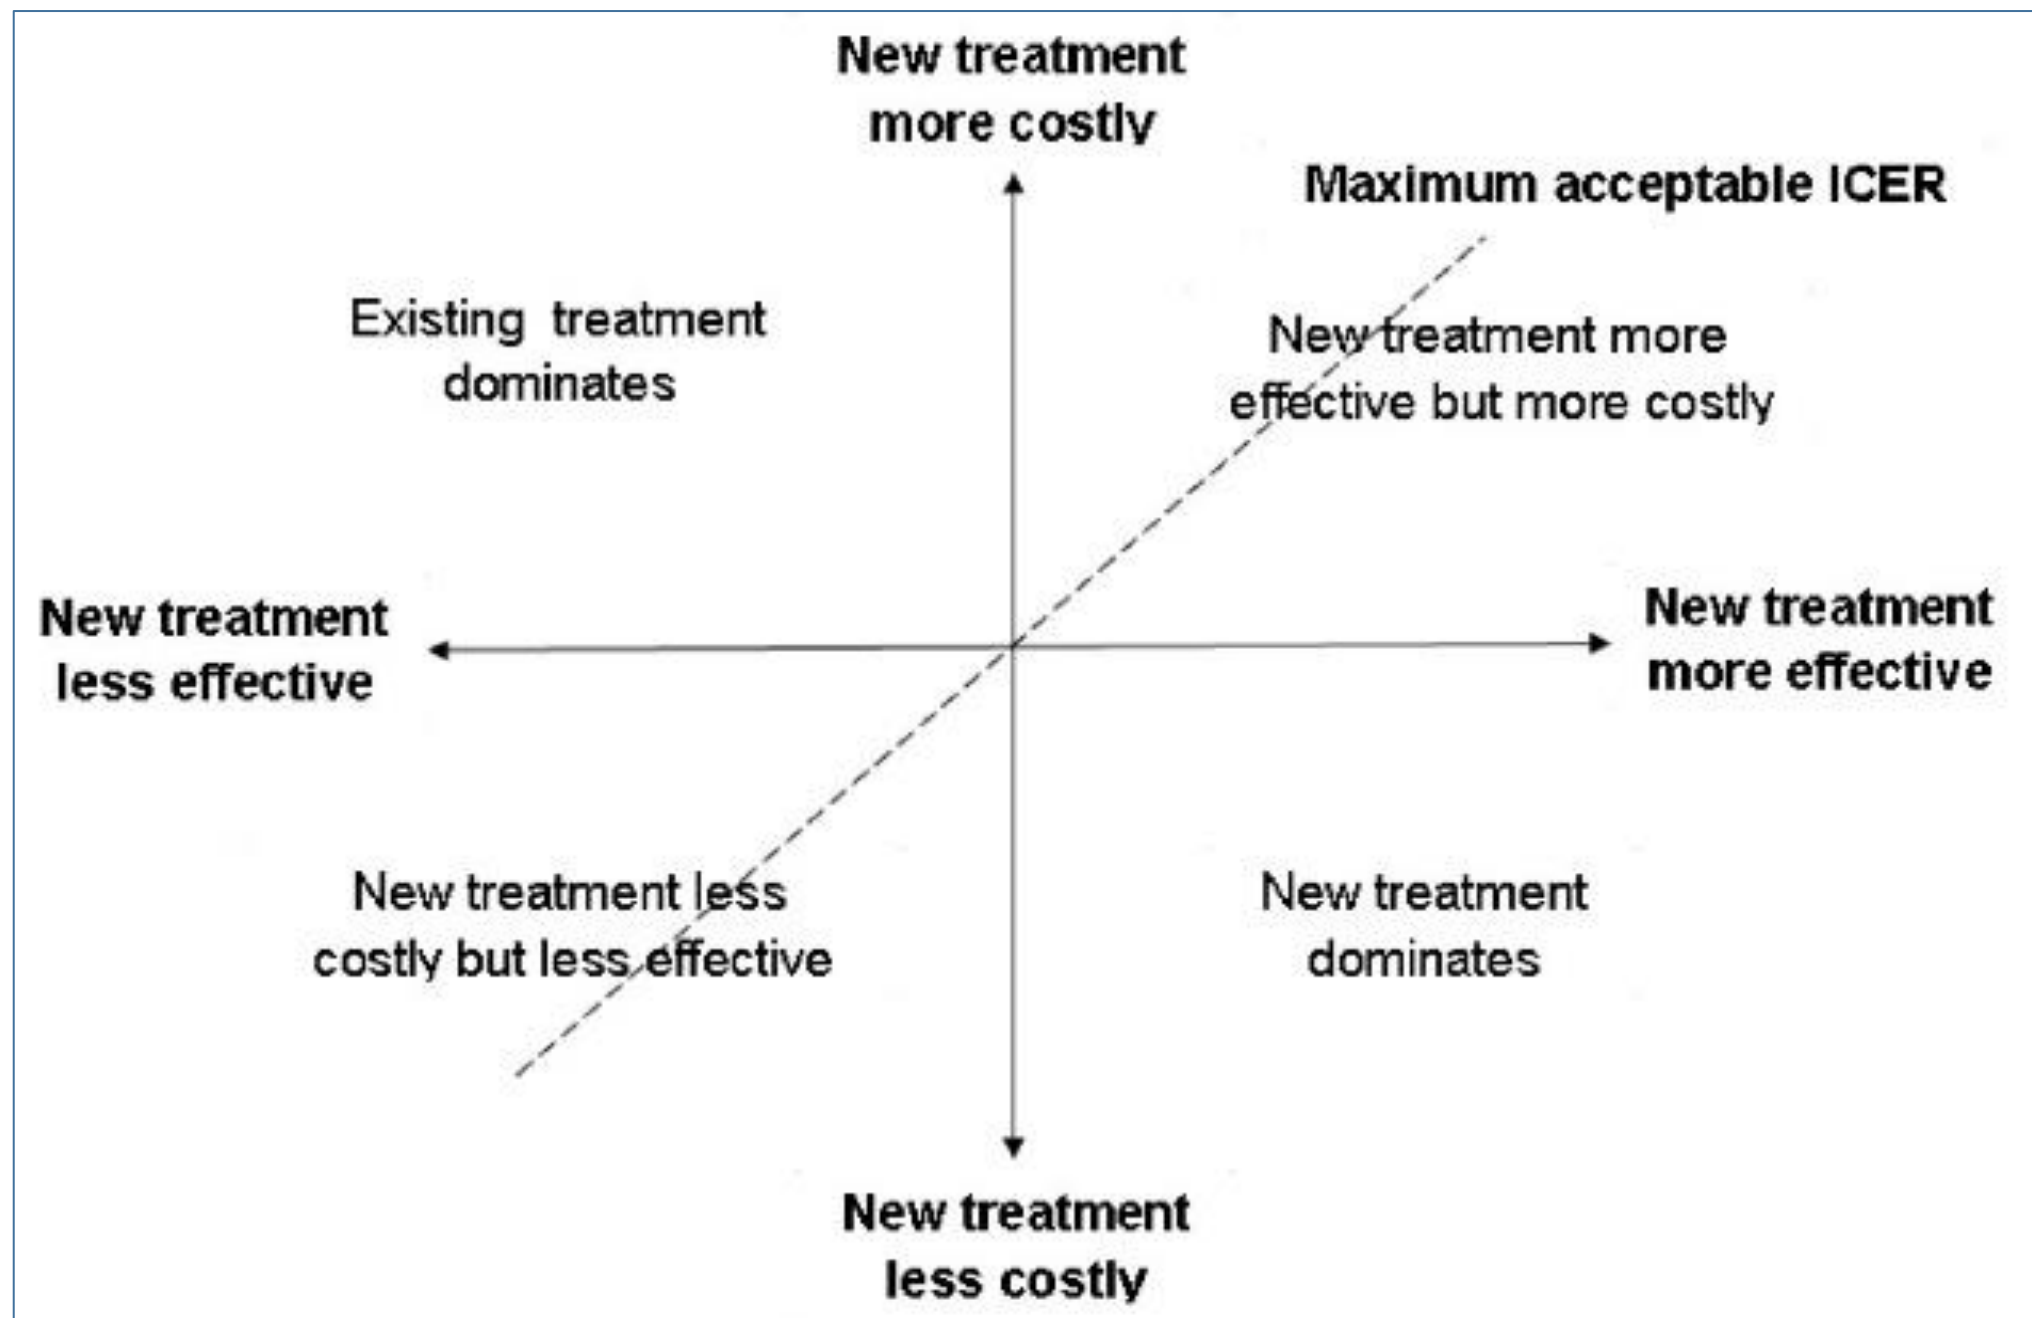 New treatment
more costly
Maximum acceptable ICER
Existing treatment
dominates
New treatment more
effective but more costly
New treatment
less effective
New treatment
more effective
New treatment less
costly but less effective
New treatment
dominates
New treatment
less costly